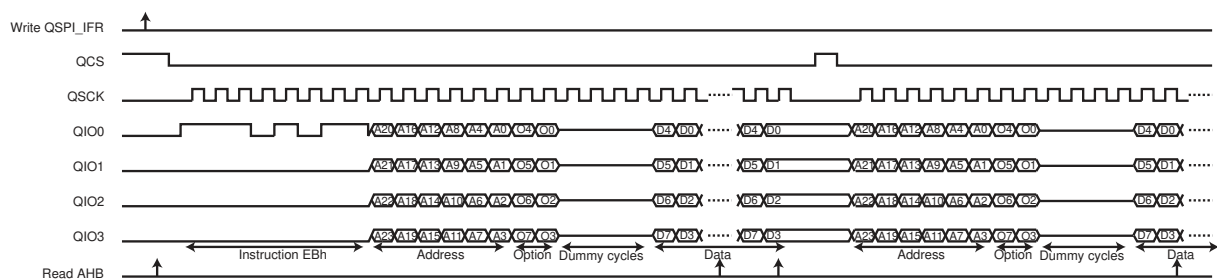 Write QSPI_IFR
QCS
QSCK
QIO0 A20 A16 A12 A8 A4 A0 O4 O0 D4 D0 D4 D0 A20 A16 A12 A8 A4 A0 O4 O0 D4 D0
QIO1 A21 A17 A13 A9 A5 A1 O5 O1 D5 D1 D5 D1 A21 A17 A13 A9 A5 A1 O5 O1 D5 D1
QIO2 A22 A18 A14 A10 A6 A2 O6 O2 D6 D2 D6 D2 A22 A18 A14 A10 A6 A2 O6 O2 D6 D2
QIO3 A23 A19 A15 A11 A7 A3 O7 O3 D7 D3 D7 D3 A23 A19 A15 A11 A7 A3 O7 O3 D7 D3
Instruction EBh Address Option Dummy cycles Data Address Option Dummy cycles Data
Read AHB